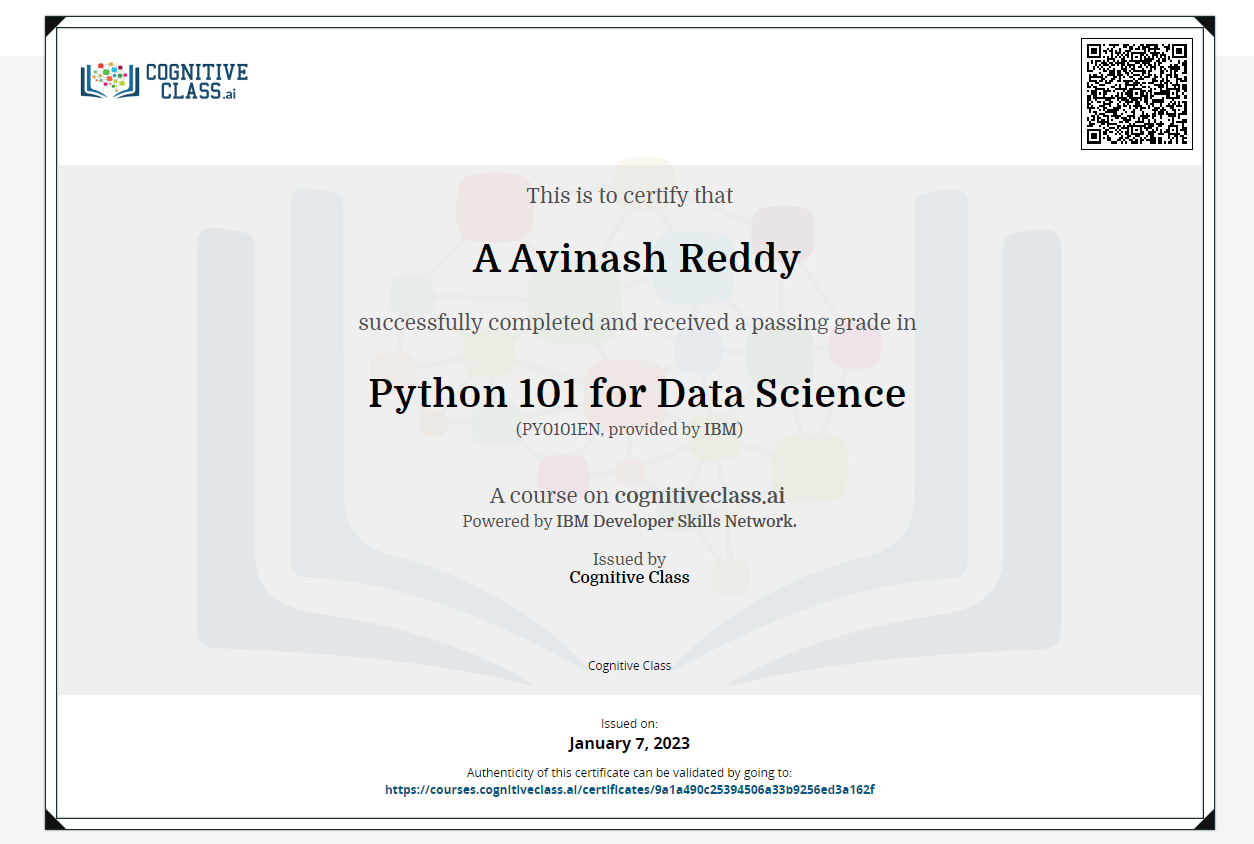 COGNITIVE
CLASS.ai
This is to certify that
A Avinash Reddy
successfully completed and received a passing grade in
Python 101 for Data Science
(PY0101EN, provided by IBM)
A course on cognitiveclass.ai
Powered by IBM Developer Skills Network.
Issued by
Cognitive Class
Cognitive Class
Issued on:
January 7, 2023
Authenticity of this certificate can be validated by going to:
https://courses.cognitiveclass.ai/certificates/9a1a490c25394506a33b9256ed3a162f